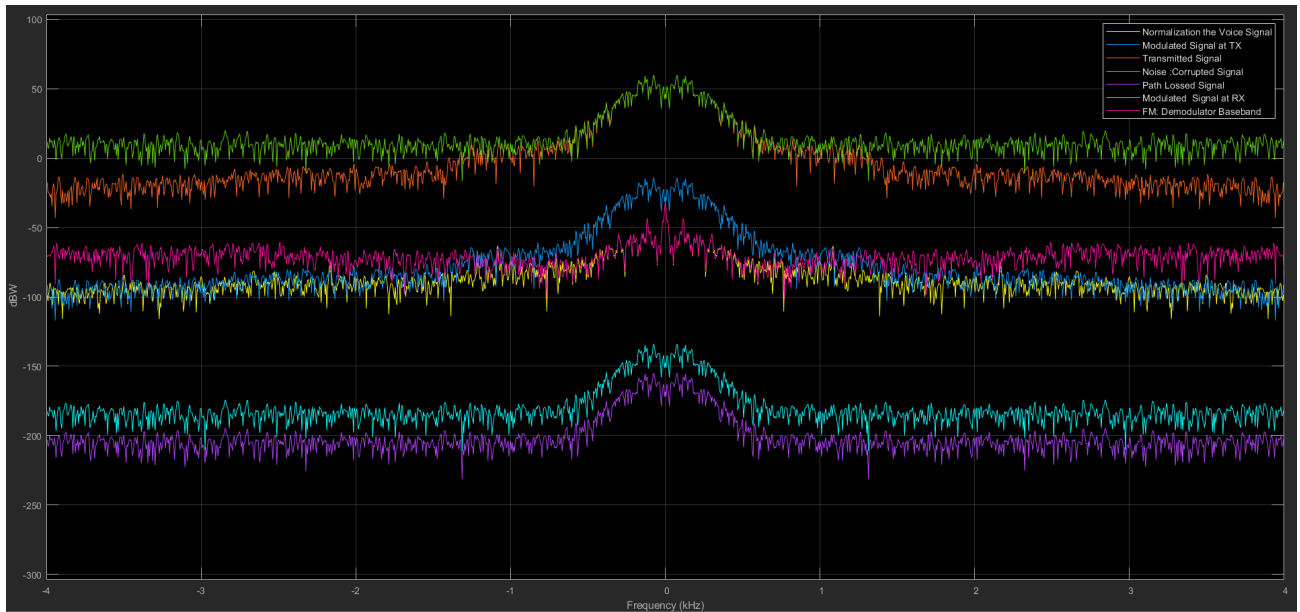 100
50
0
-50
-100
-150
-200
-250
-300
dBW
-4
-3
-2
-1
0
1
2
3
4
Frequency (kHz)
Normalization the Voice Signal
Modulated Signal at TX
Transmitted Signal
Noise :Corrupted Signal
Path Lossed Signal
Modulated  Signal at RX
FM: Demodulator Baseband